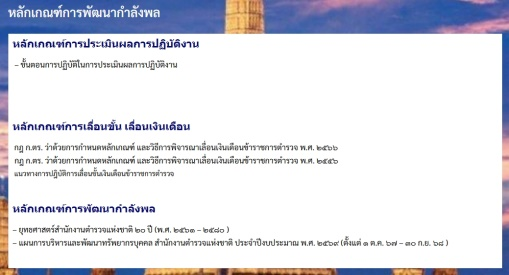 หลักเกณฑ์การพัฒนากำลังพล
หลักเกณฑ์การประเมินผลการปฏิบัติงาน
- ขั้นตอนการปฏิบัติในการประเมินผลการปฏิบัติงาน
หลักเกณฑ์การเลื่อนขั้น เลื่อนเงินเดือน
กฎ ก.ตร. ว่าด้วยการกำหนดหลักเกณฑ์ และวิธีการพิจารณาเลื่อนเงินเดือนข้าราชการตำรวจ พ.ศ. ๒๕๖๖
กฎ ก.ตร. ว่าด้วยการกำหนดหลักเกณฑ์ และวิธีการพิจารณาเลื่อนเงินเดือนข้าราชการตำรวจ พ.ศ. ๒๕๕๖
แนวทางการปฏิบัติการเลื่อนขั้นเงินเดือนข้าราชการตำรวจ
หลักเกณฑ์การพัฒนากำลังพล
- ยุทธศาสตร์สำนักงานตำรวจแห่งชาติ ๒๐ ปี (พ.ศ. ๒๕๖๑ - ๒๕๘๐ )
- แผนการบริหารและพัฒนาทรัพยากรบุคคล สำนักงานตำรวจแห่งชาติ ประจำปีงบประมาณ พ.ศ. ๒๕๖๙ (ตั้งแต่ ๑ ต.ค. ๖๗ - ๓๐ ก.ย. ๖๘ )